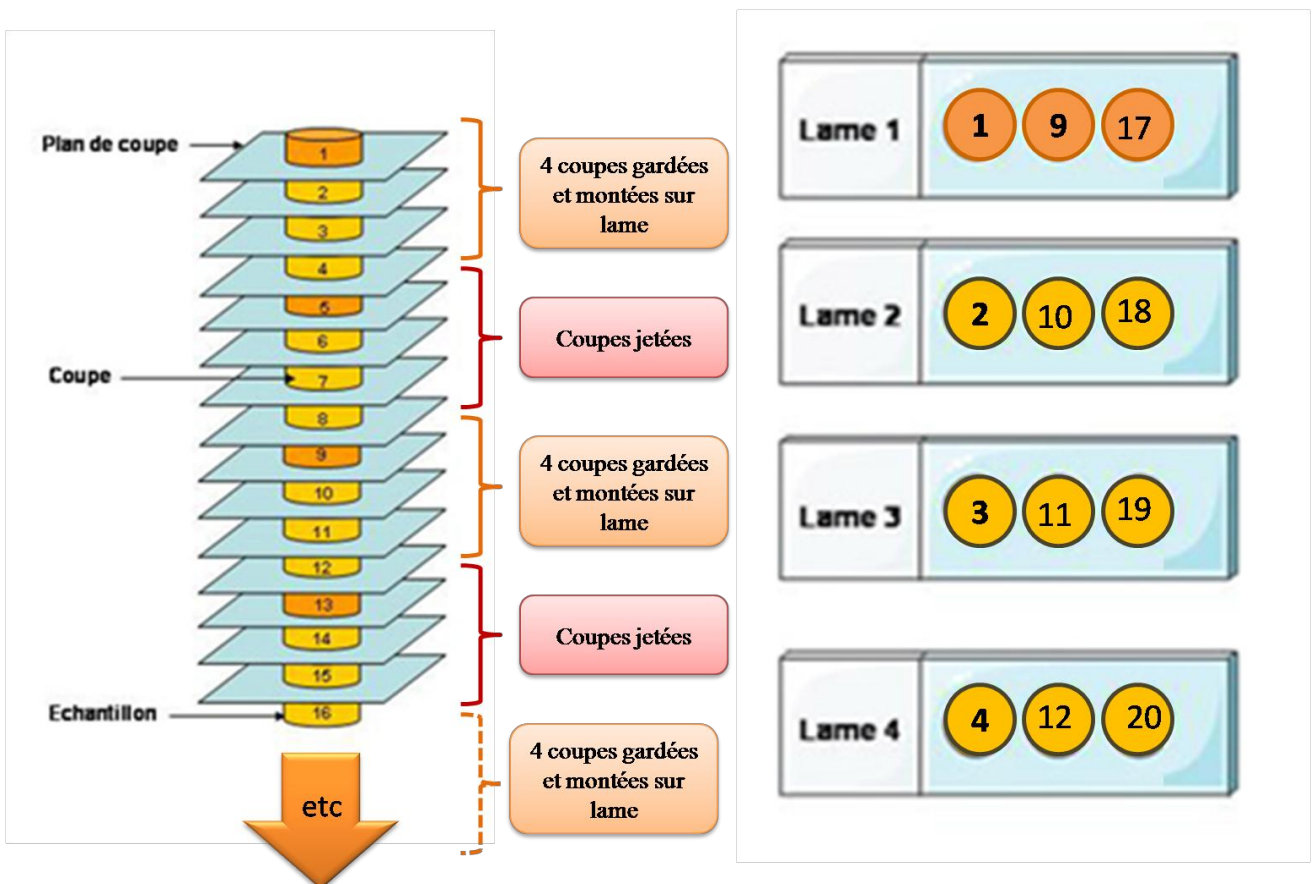 Plan de coupe
1
2
3
4
5
6
Coupe
7
8
9
10
11
12
13
14
15
Echantillon
16
etc
4 coupes gardées
et montées sur
lame
Coupes jetées
4 coupes gardées
et montées sur
lame
Coupes jetées
4 coupes gardées
et montées sur
lame
Lame 1
1 9 17
Lame 2
2 10 18
Lame 3
3 11 19
Lame 4
4 12 20